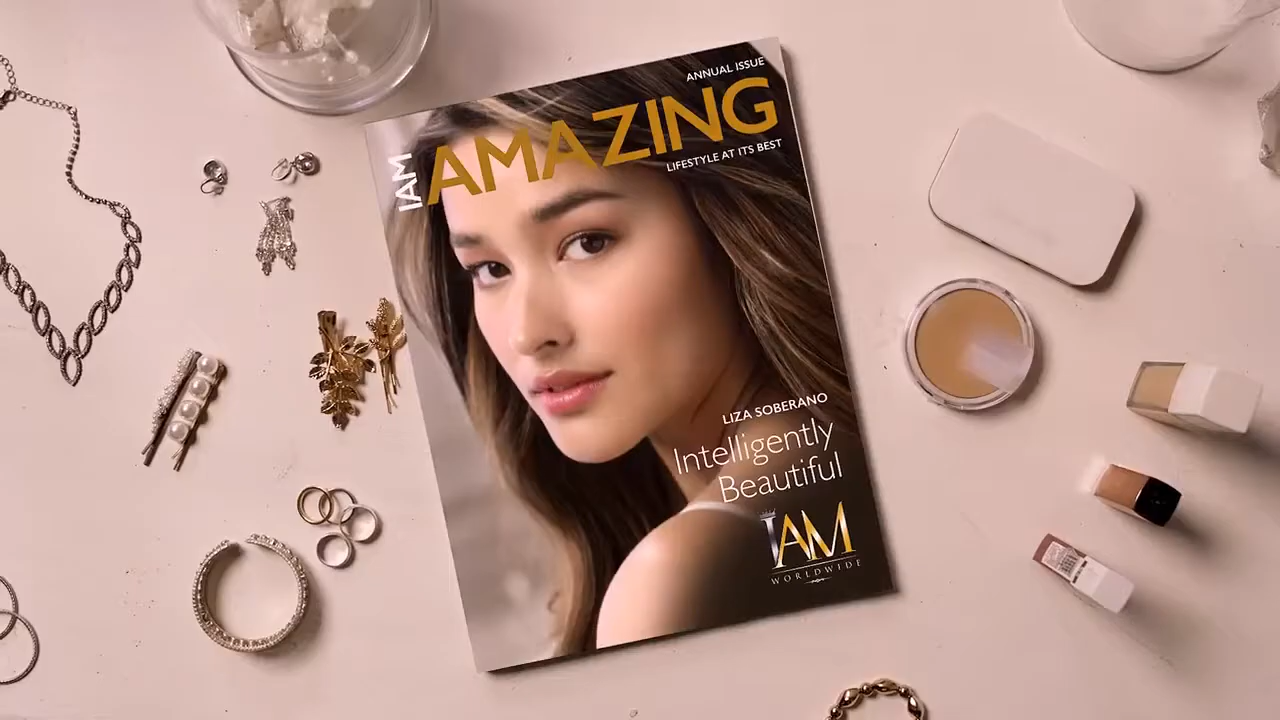 ANNUAL ISSUE
IAM
AMAZING
LIFESTYLE AT ITS BEST
LIZA SOBERANO
Intelligently
Beautiful
IAM
WORLDWIDE